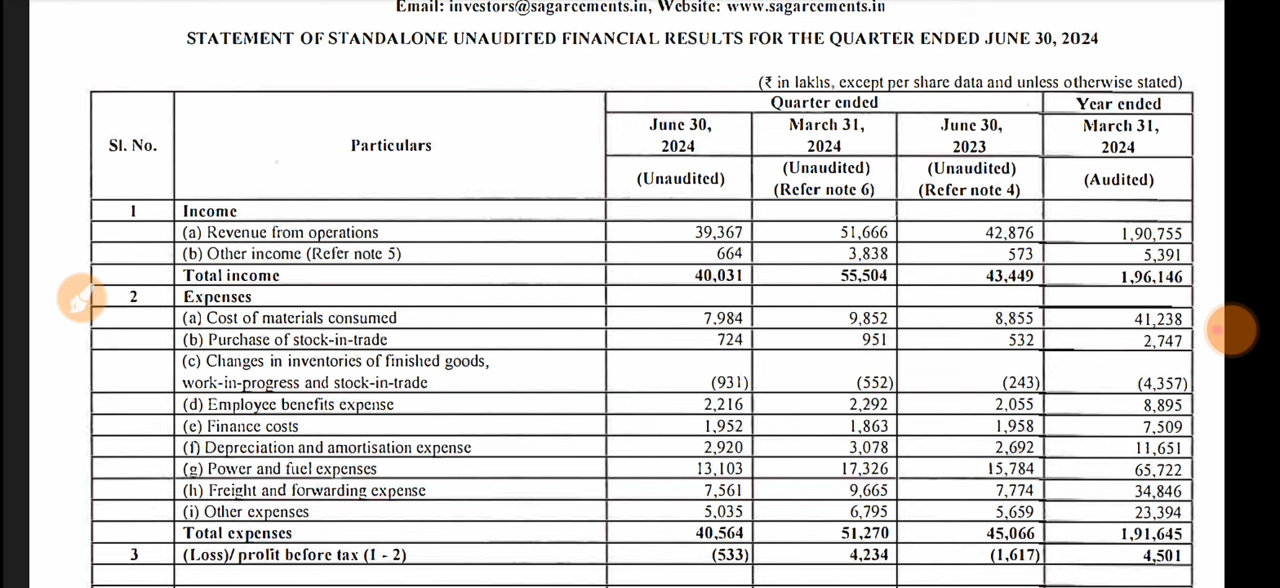 Email: investors@sagarcements.in, Website: www.sagarcements.in
STATEMENT OF STANDALONE UNAUDITED FINANCIAL RESULTS FOR THE QUARTER ENDED JUNE 30, 2024
(₹ in lakhs, except per share data and unless otherwise stated)
Sl. No. Particulars Quarter ended Year ended
June 30, 2024 March 31, 2024 June 30, 2023 March 31, 2024
(Unaudited) (Unaudited) (Refer note 6) (Unaudited) (Refer note 4) (Audited)
1 Income
(a) Revenue from operations 39,367 51,666 42,876 1,90,755
(b) Other income (Refer note 5) 664 3,838 573 5,391
Total income 40,031 55,504 43,449 1,96,146
2 Expenses
(a) Cost of materials consumed 7,984 9,852 8,855 41,238
(b) Purchase of stock-in-trade 724 951 532 2,747
(c) Changes in inventories of finished goods,
work-in-progress and stock-in-trade (931) (552) (243) (4,357)
(d) Employee benefits expense 2,216 2,292 2,055 8,895
(e) Finance costs 1,952 1,863 1,958 7,509
(f) Depreciation and amortisation expense 2,920 3,078 2,692 11,651
(g) Power and fuel expenses 13,103 17,326 15,784 65,722
(h) Freight and forwarding expense 7,561 9,665 7,774 34,846
(i) Other expenses 5,035 6,795 5,659 23,394
Total expenses 40,564 51,270 45,066 1,91,645
3 (Loss)/ profit before tax (1 - 2) (533) 4,234 (1,617) 4,501